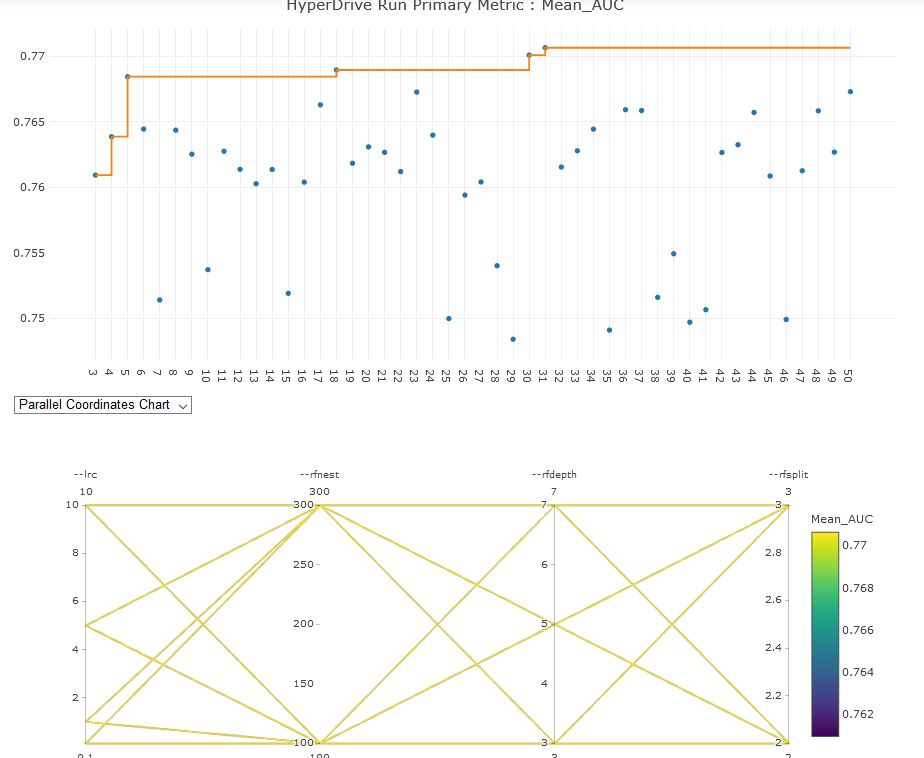 HyperDrive Run Primary Metric : Mean_AUC
0.77
0.765
0.76
0.755
0.75
3 4 5 6 7 8 9 10 11 12 13 14 15 16 17 18 19 20 21 22 23 24 25 26 27 28 29 30 31 32 33 34 35 36 37 38 39 40 41 42 43 44 45 46 47 48 49 50
Parallel Coordinates Chart
--lrc --rfnest --rfdepth --rfsplit
10 300 7 3
10 300 7 3
Mean_AUC
0.77
8 250 6 2.8
0.768
6 200 5 2.6
0.766
4 150 4 2.4
0.764
2 2.2
0.762
100 3 2
0.1 100 3 2